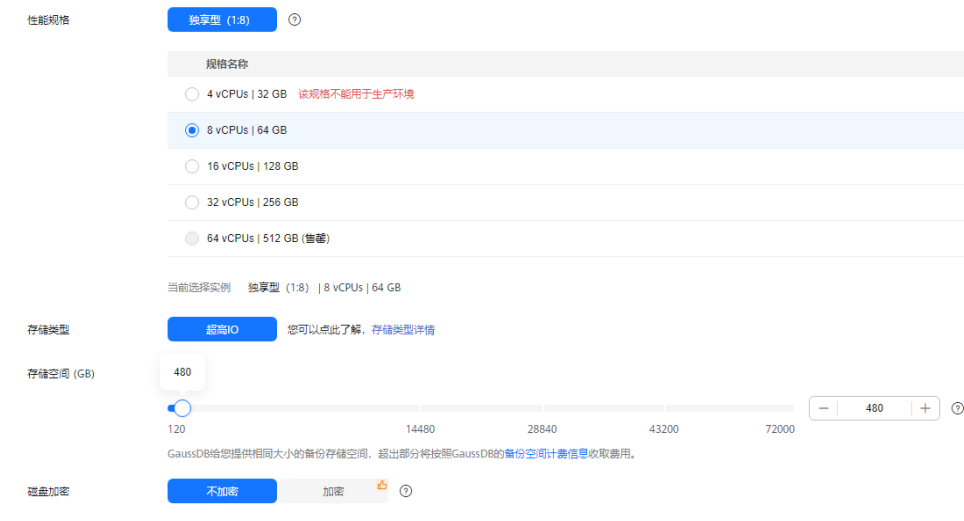 性能规格 独享型（1:8）
规格名称
4 vCPUs | 32 GB 该规格不能用于生产环境
8 vCPUs | 64 GB
16 vCPUs | 128 GB
32 vCPUs | 256 GB
64 vCPUs | 512 GB (售罄)
当前选择实例 独享型（1:8） | 8 vCPUs | 64 GB
存储类型 超高IO 您可以点此了解，存储类型详情
存储空间 (GB) 480
480
120 14480 28840 43200 72000
GaussDB给您提供相同大小的备份存储空间，超出部分将按照GaussDB的备份空间计费信息收取费用。
磁盘加密 不加密 加密